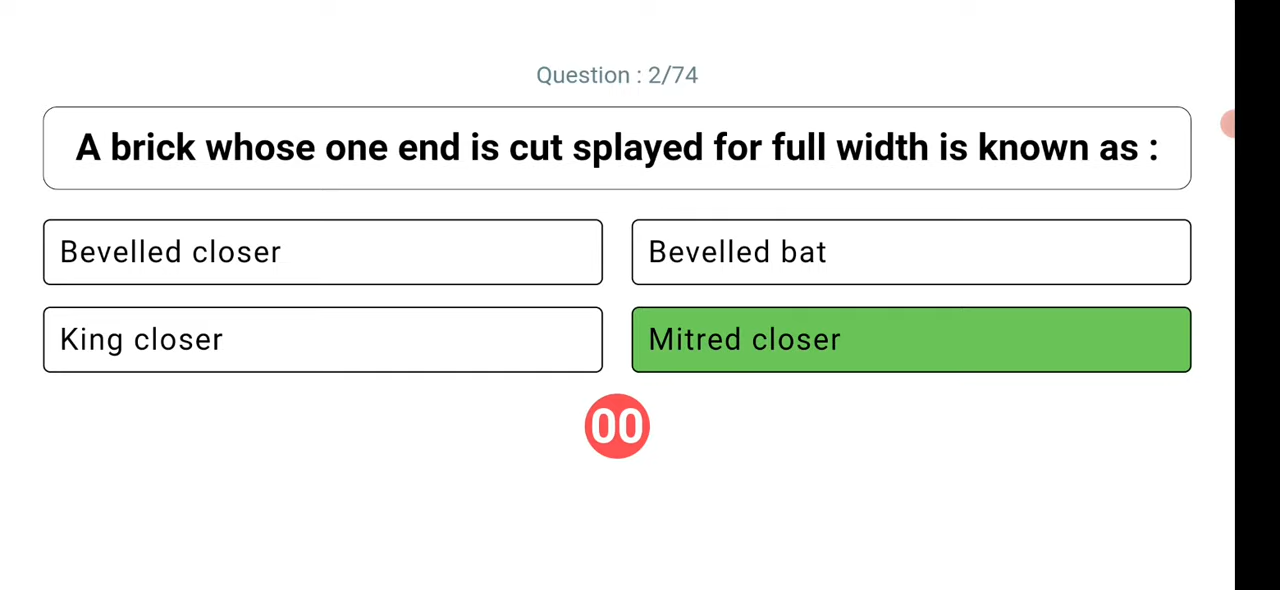 Question : 2/74
A brick whose one end is cut splayed for full width is known as :
Bevelled closer
Bevelled bat
King closer
Mitred closer
00